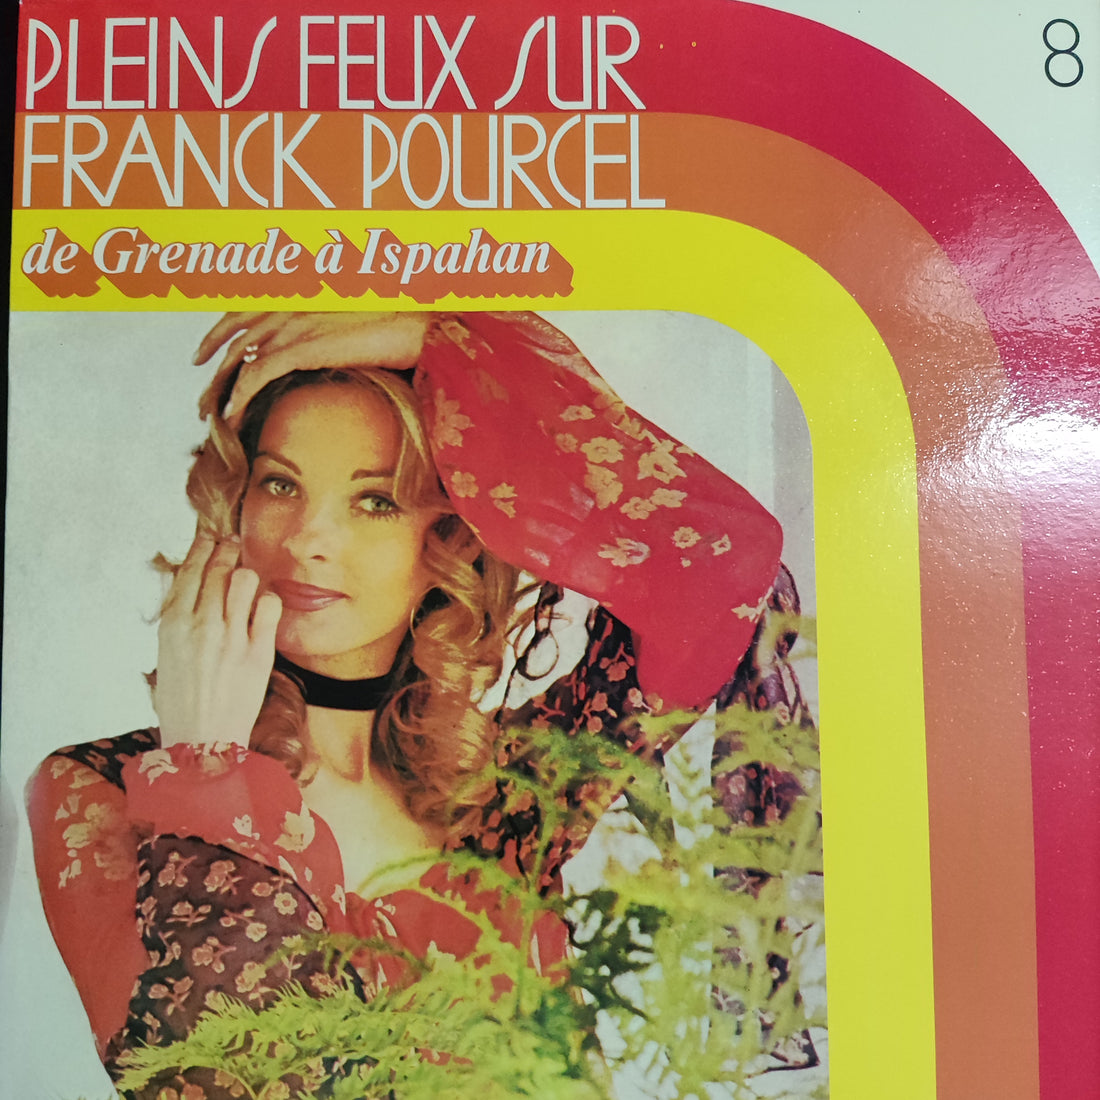 PLEINS FEUX SUR
FRANCK POURCEL
de Grenade à Ispahan
8